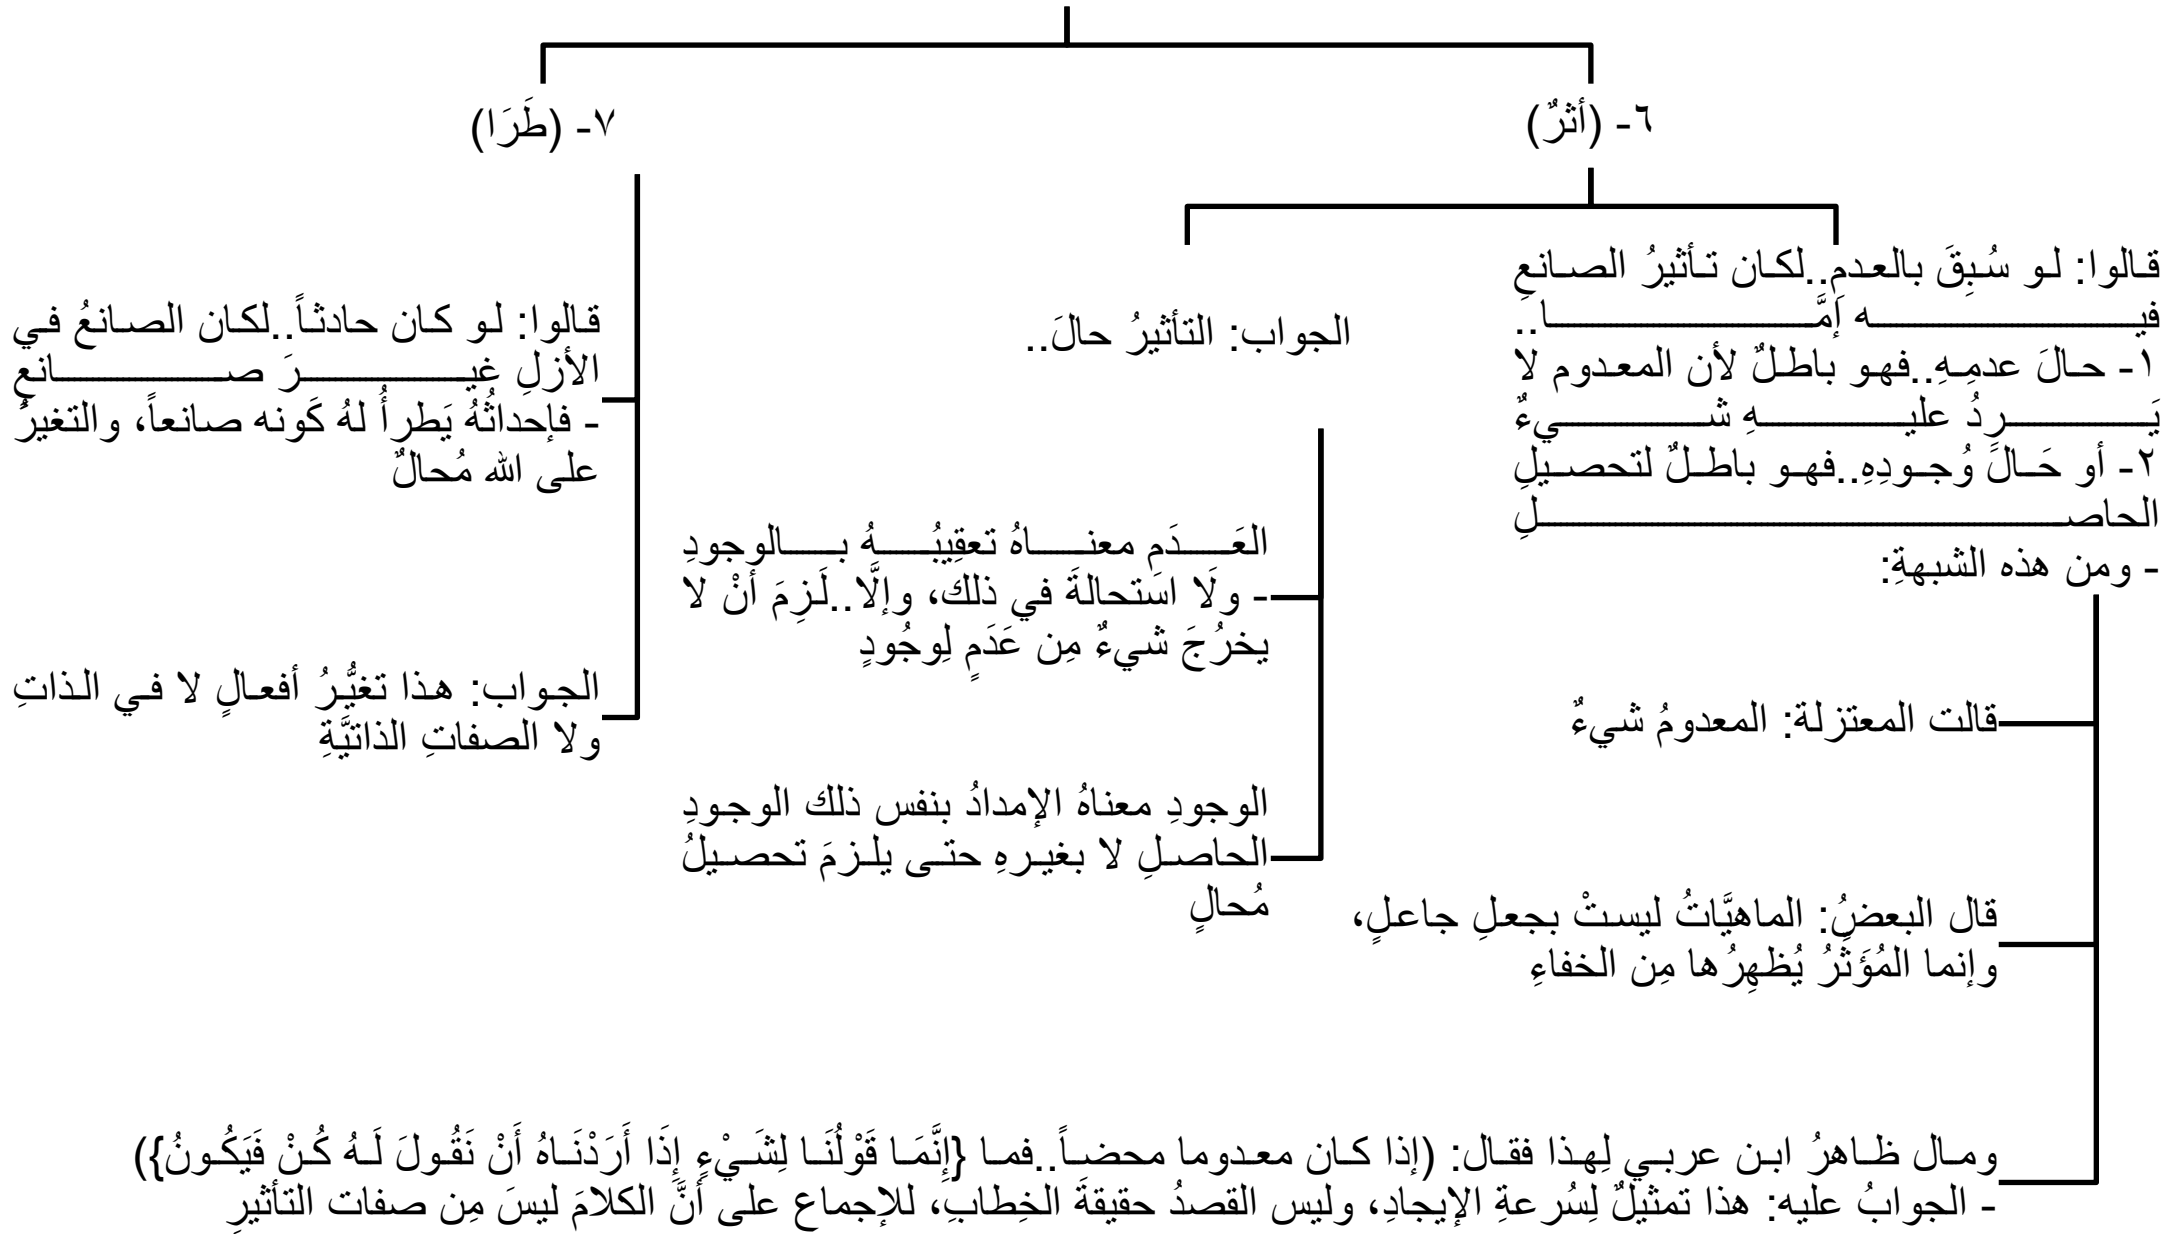 ٦- (أثرٌ)
قالوا: لو سُبِقَ بالعدمِ..لكان تأثيرُ الصانعِ
فيه إمَّا..
١- حالَ عدمِهِ..فهو باطلٌ لأن المعدوم لا
يَرِدُ عليهِ شيءٌ
٢- أو حَالَ وُجودِهِ..فهو باطلٌ لتحصيلِ
الحاصلِ
- ومن هذه الشبهةِ:
قالت المعتزلة: المعدومُ شيءٌ
قال البعضُ: الماهيَّاتُ ليستْ بجعلِ جاعلٍ،
وإنما المُؤَثِّرُ يُظهِرُها مِن الخفاءِ
ومال ظاهرُ ابن عربي لِهذا فقال: (إذا كان معدوما محضاً..فما {إِنَّمَا قَوْلُنَا لِشَيْءٍ إِذَا أَرَدْنَاهُ أَنْ نَقُولَ لَهُ كُنْ فَيَكُونُ})
- الجوابُ عليه: هذا تمثيلٌ لِسُرعةِ الإيجادِ، وليس القصدُ حقيقةَ الخِطابِ، للإجماع على أنَّ الكلامَ ليسَ مِن صفات التأثيرِ
الجواب: التأثيرُ حالَ..
العَدَمِ معناهُ تعقِيبُهُ بالوجودِ
- ولَا استحالةَ في ذلك، وإلَّا..لَزِمَ أنْ لا
يخرُجَ شيءٌ مِن عَدَمٍ لِوجُودٍ
الوجودِ معناهُ الإمدادُ بنفس ذلك الوجودِ
الحاصلِ لا بغيرهِ حتى يلزمَ تحصيلُ
مُحالٍ
٧- (طَرَا)
قالوا: لو كان حادثاً..لكان الصانعُ في
الأزلِ غيرَ صانعٍ
- فإحداثُهُ يَطرأُ لهُ كَونه صانعاً، والتغيرُ
على الله مُحالٌ
الجواب: هذا تغيُّرُ أفعالٍ لا في الذاتِ
ولا الصفاتِ الذاتيَّةِ